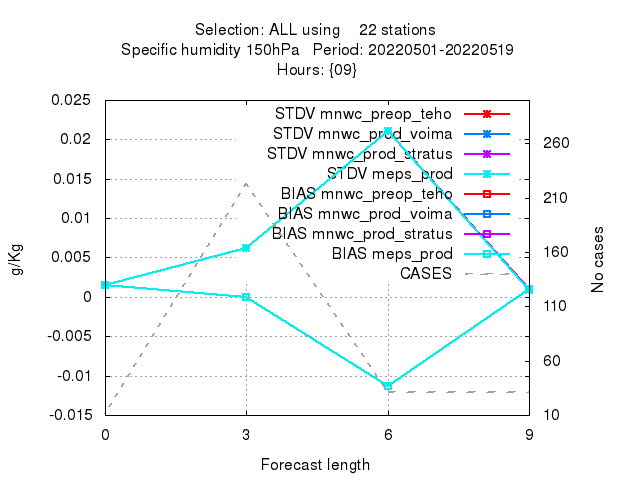 Selection: ALL using 22 stations
Specific humidity 150hPa Period: 20220501-20220519
Hours: {09}
0.025
0.02
0.015
0.01
0.005
0
-0.005
-0.01
-0.015
g/Kg
STDV mnwc_preop_teho
STDV mnwc_prod_voima
STDV mnwc_prod_stratus
STDV meps_prod
BIAS mnwc_preop_teho
BIAS mnwc_prod_voima
BIAS mnwc_prod_stratus
BIAS meps_prod
CASES
260
210
160
110
60
10
No cases
0 3 6 9
Forecast length